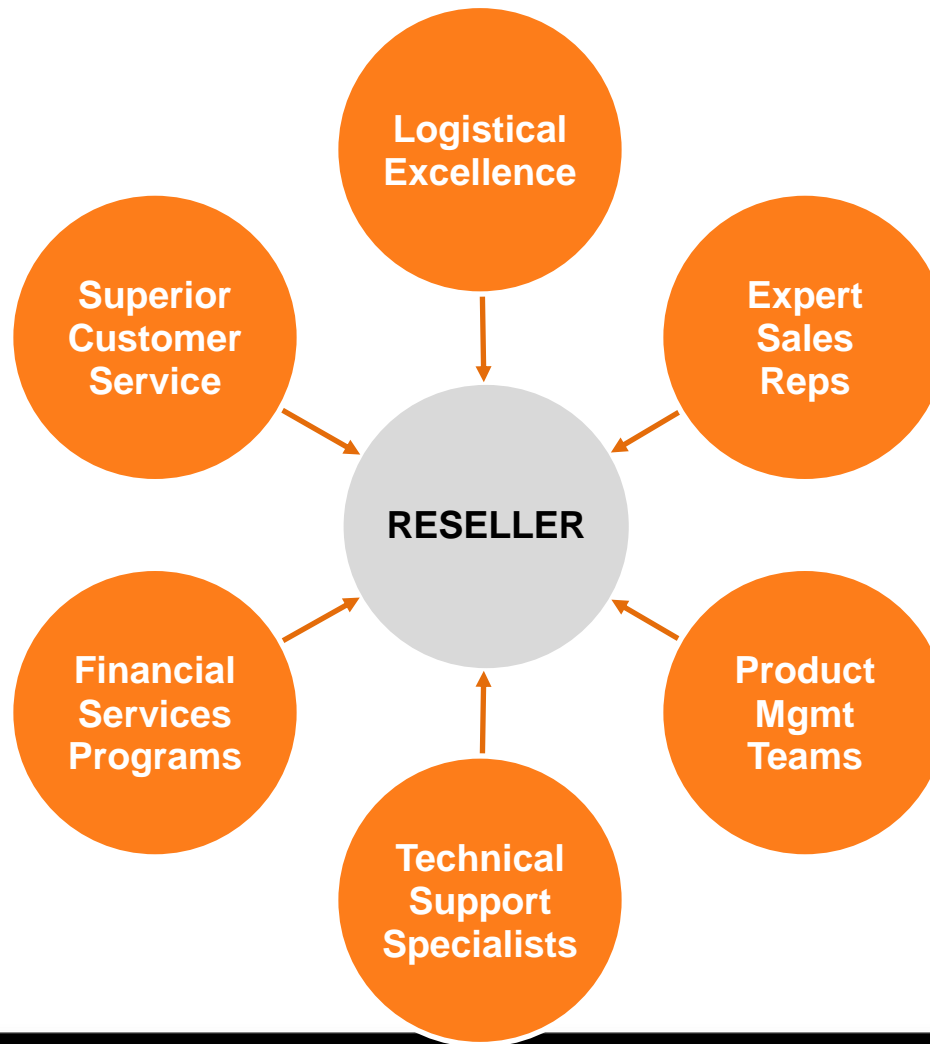 Logistical
Excellence
Superior
Customer
Service
Expert
Sales
Reps
RESELLER
Financial
Services
Programs
Product
Mgmt
Teams
Technical
Support
Specialists